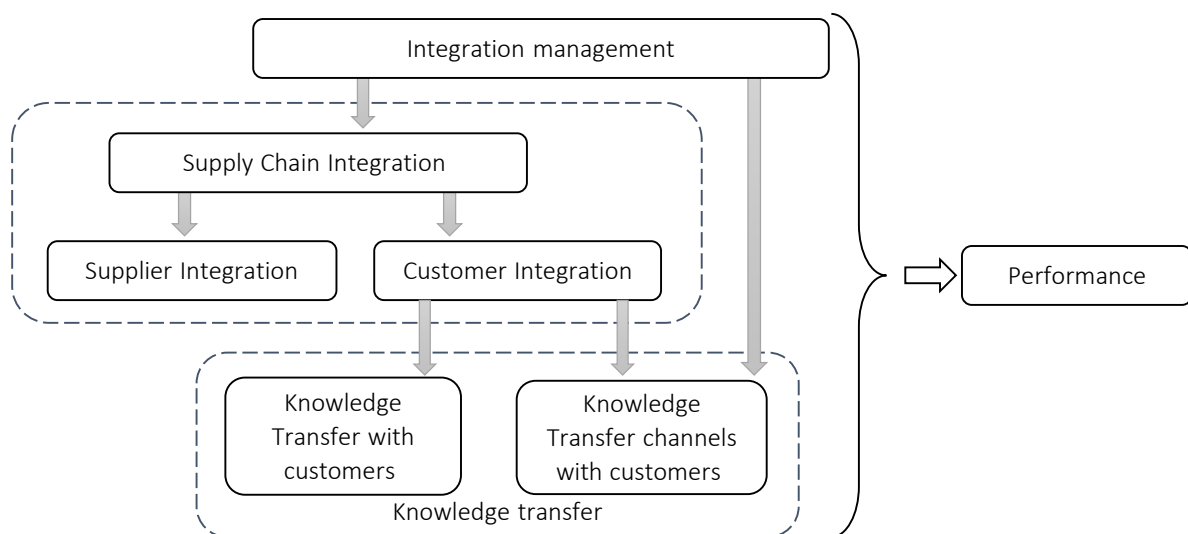 Integration management
Supply Chain Integration
Supplier Integration
Customer Integration
Performance
Knowledge
Transfer with
customers
Knowledge
Transfer channels
with customers
Knowledge transfer